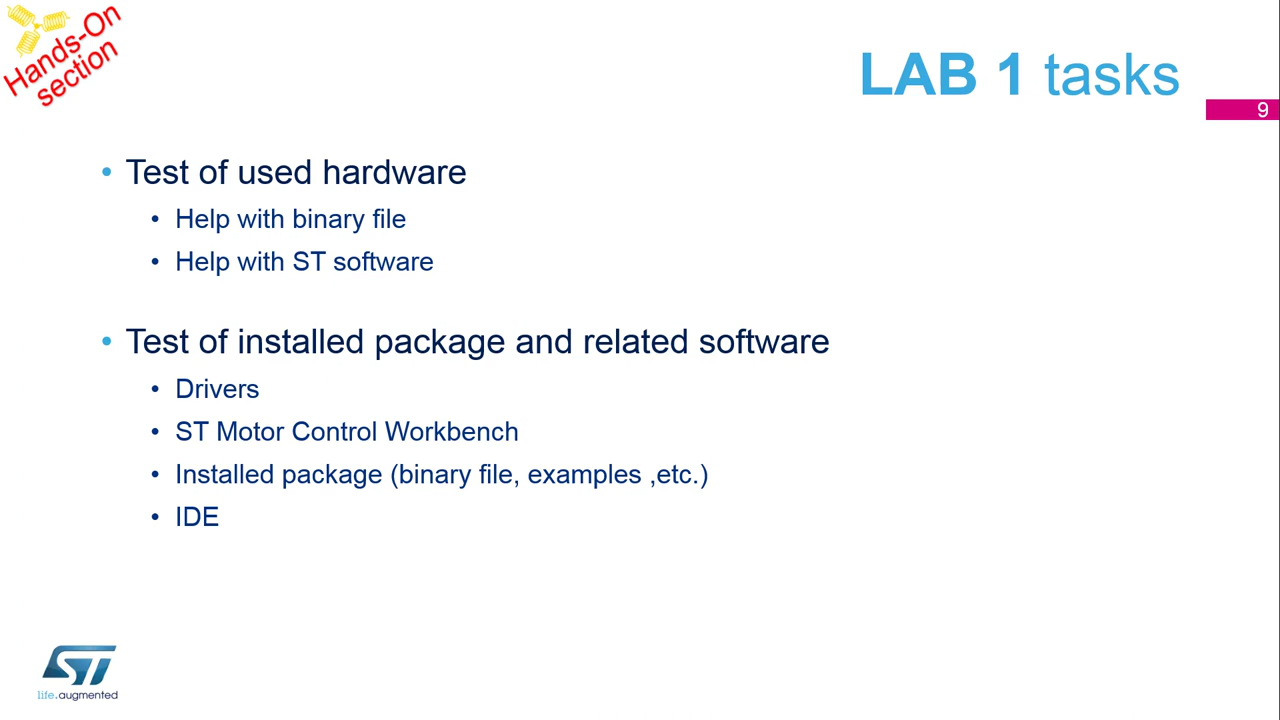 Hands-On
section
LAB 1 tasks
9
• Test of used hardware
• Help with binary file
• Help with ST software
• Test of installed package and related software
• Drivers
• ST Motor Control Workbench
• Installed package (binary file, examples ,etc.)
• IDE
ST
life.augmented